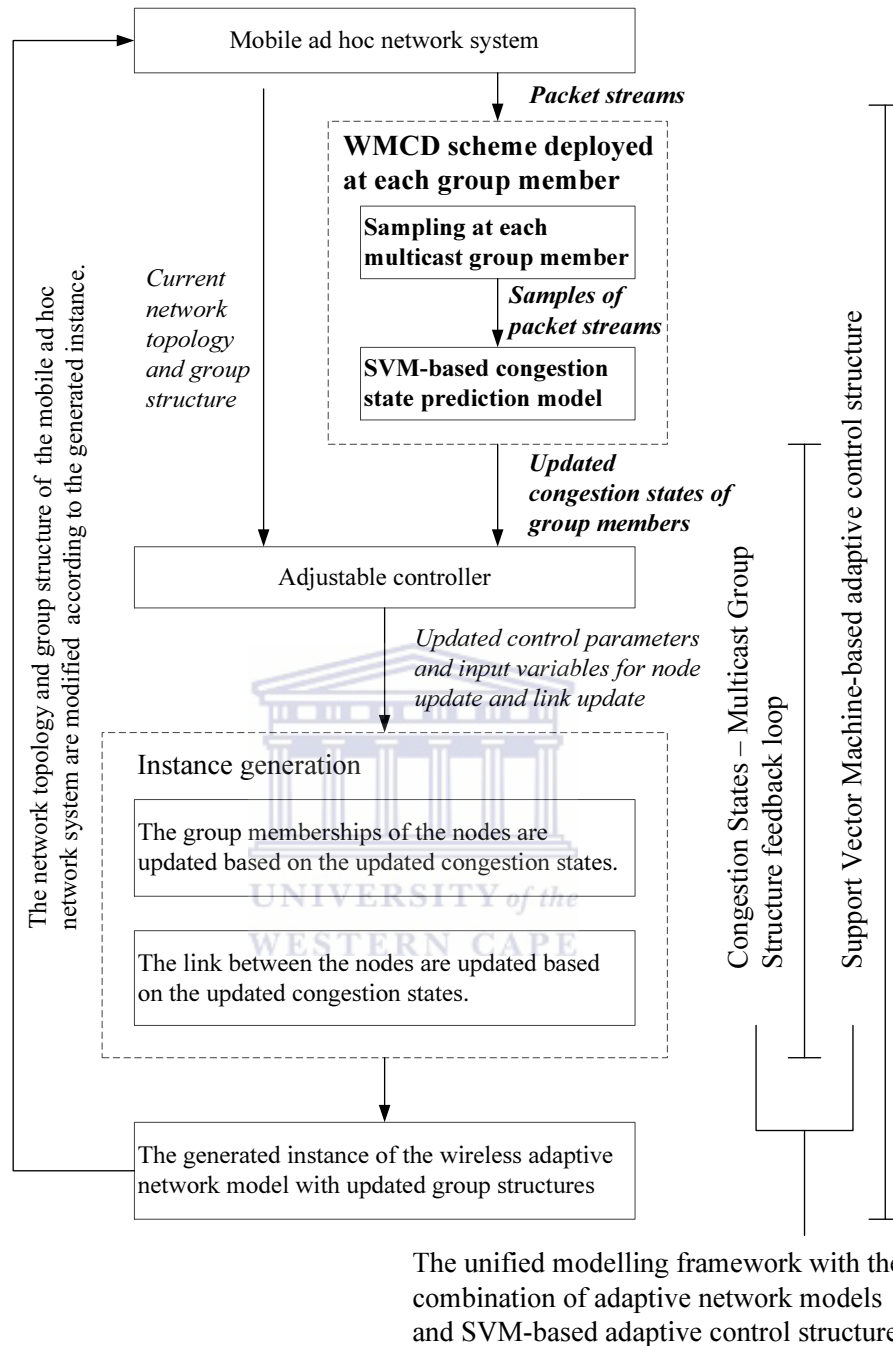 Mobile ad hoc network system
Packet streams
WMCD scheme deployed
at each group member
Sampling at each
multicast group member
Samples of
packet streams
SVM-based congestion
state prediction model
Current
network
topology
and group
structure
Updated
congestion states of
group members
Adjustable controller
Updated control parameters
and input variables for node
update and link update
Instance generation
The group memberships of the nodes are
updated based on the updated congestion states.
UNIVERSITY of the
WESTERN CAPE
The link between the nodes are updated based
on the updated congestion states.
The generated instance of the wireless adaptive
network model with updated group structures
The network topology and group structure of the mobile ad hoc
network system are modified according to the generated instance.
Congestion States – Multicast Group
Structure feedback loop
Support Vector Machine-based adaptive control structure
The unified modelling framework with the
combination of adaptive network models
and SVM-based adaptive control structure